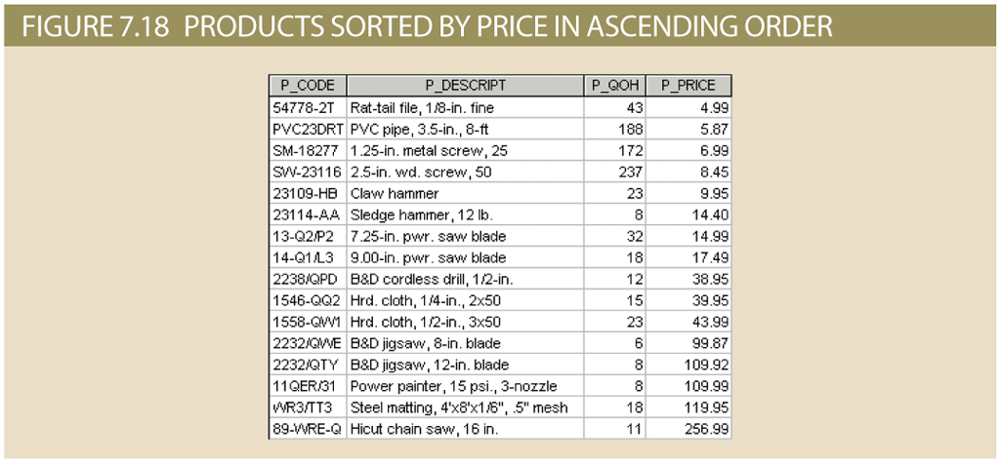 FIGURE 7.18 PRODUCTS SORTED BY PRICE IN ASCENDING ORDER
P_CODE P_DESCRIPT P_QOH P_PRICE
54778-2T Rat-tail file, 1/8-in. fine 43 4.99
PVC23DRT PVC pipe, 3.5-in., 8-ft 188 5.87
SM-18277 1.25-in. metal screw, 25 172 6.99
SW-23116 2.5-in. wd. screw, 50 237 8.45
23109-HB Claw hammer 23 9.95
23114-AA Sledge hammer, 12 lb. 8 14.40
13-Q2/P2 7.25-in. pwr. saw blade 32 14.99
14-Q1/L3 9.00-in. pwr. saw blade 18 17.49
2238/QPD B&D cordless drill, 1/2-in. 12 38.95
1546-QQ2 Hrd. cloth, 1/4-in., 2x50 15 39.95
1558-QW1 Hrd. cloth, 1/2-in., 3x50 23 43.99
2232/QWE B&D jigsaw, 8-in. blade 6 99.87
2232/QTY B&D jigsaw, 12-in. blade 8 109.92
11QER/31 Power painter, 15 psi., 3-nozzle 8 109.99
WR3/TT3 Steel matting, 4'x8'x1/6", .5" mesh 18 119.95
89-WRE-Q Hicut chain saw, 16 in. 11 256.99